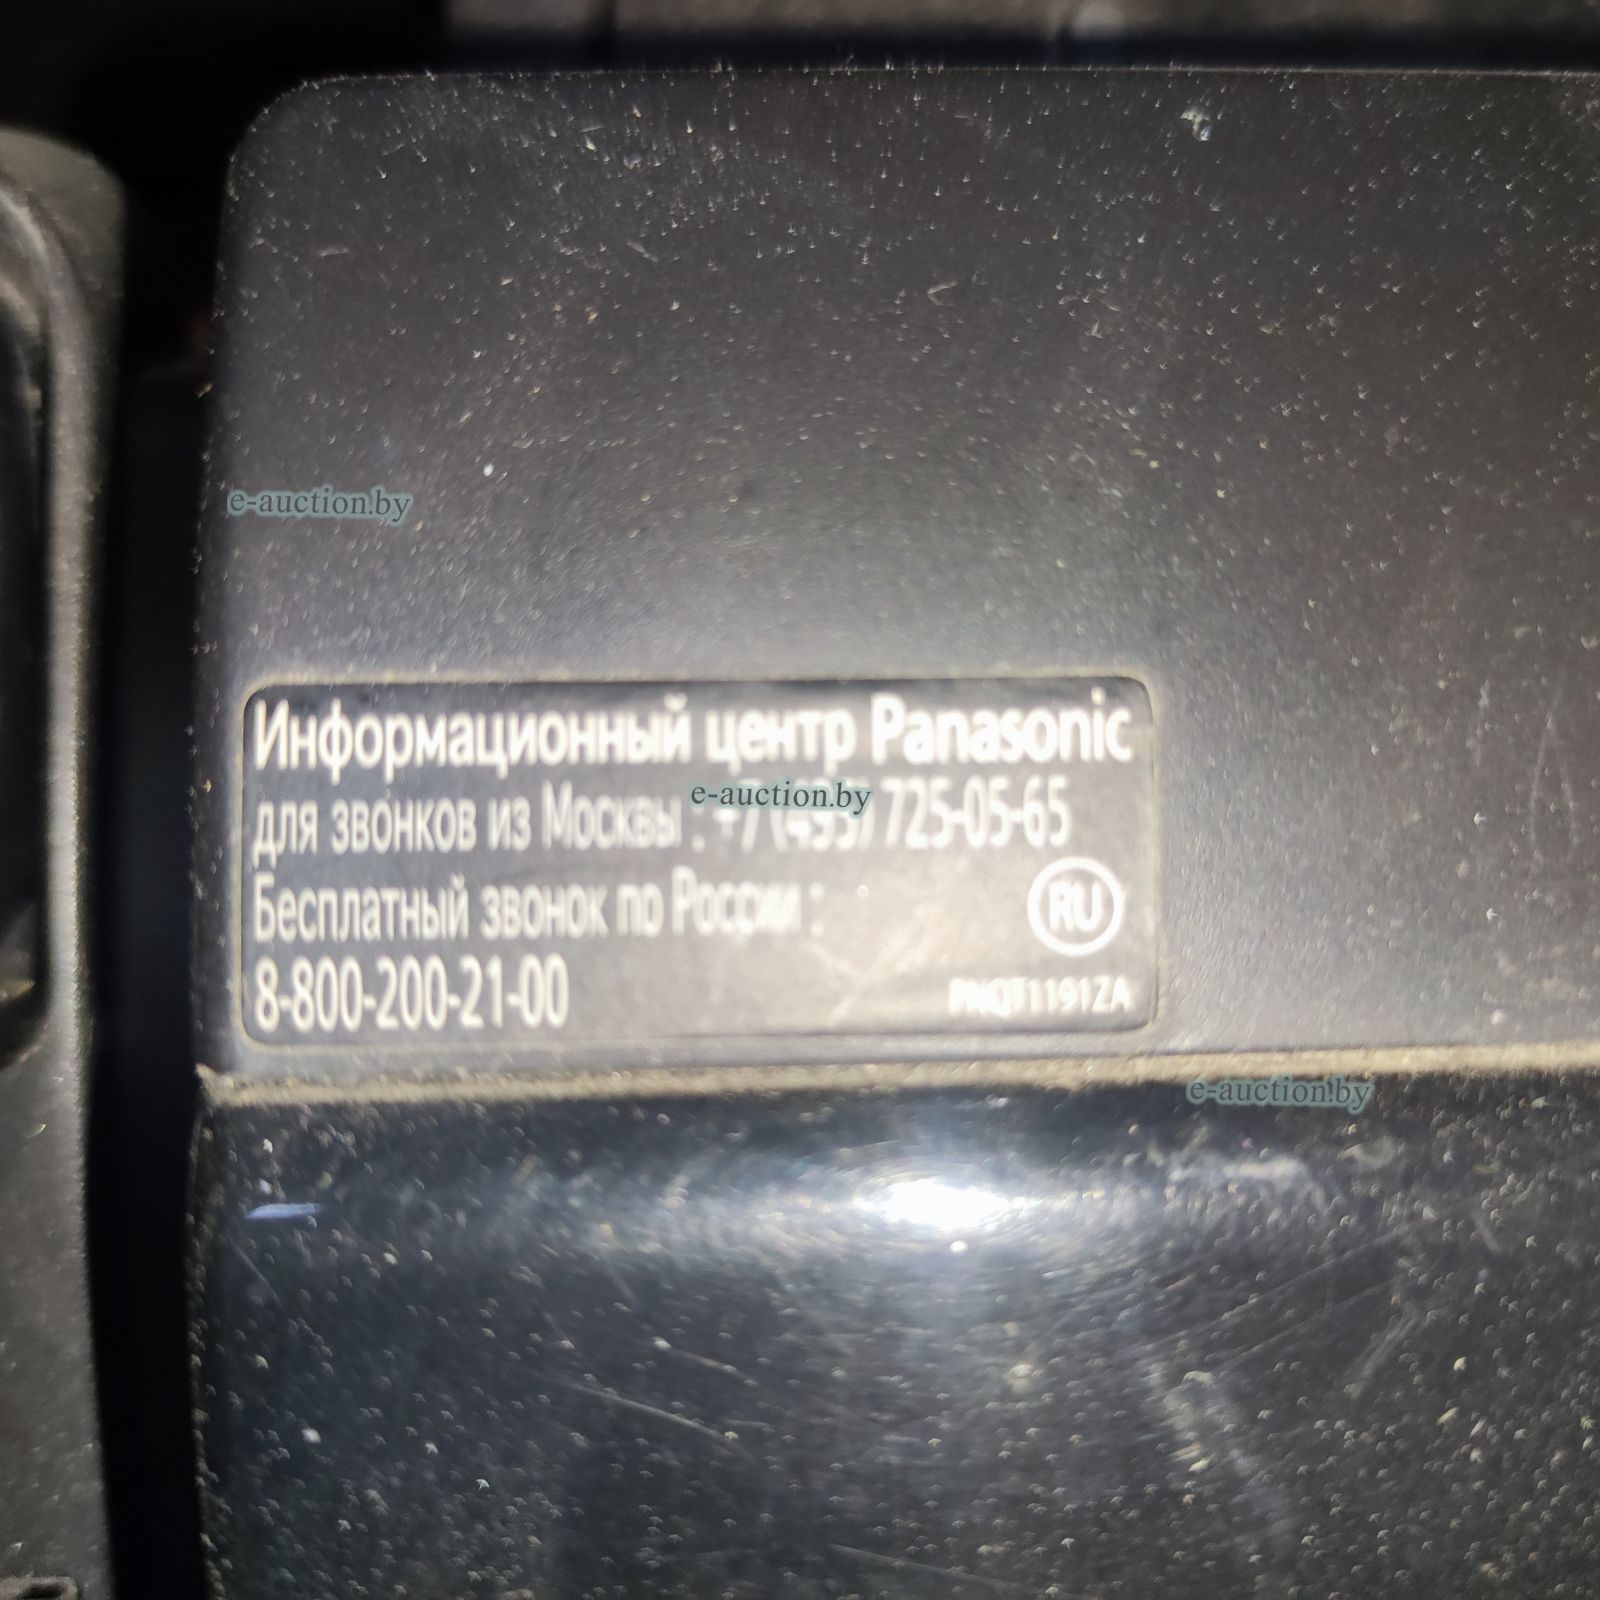 e-auction.by
Информационный центр Panasonic
e-auction.by
для звонков из Москвы : +7 (495) 725-05-65
Бесплатный звонок по России :
RU
8-800-200-21-00
PNQT1191ZA
e-auction.by